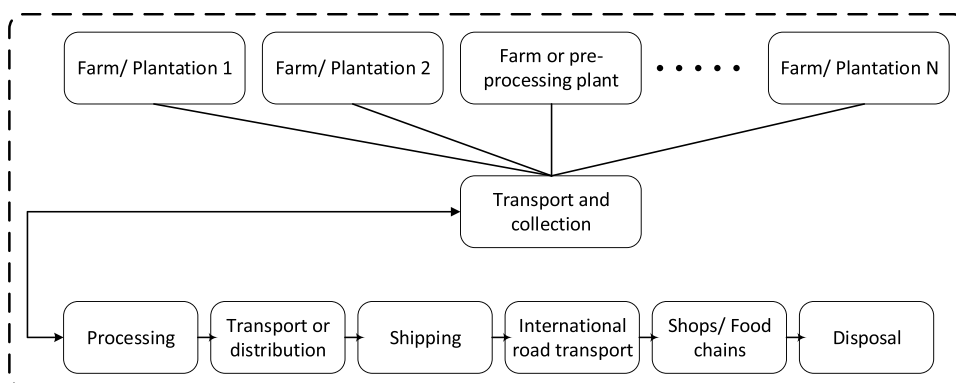 Farm/ Plantation 1
Farm/ Plantation 2
Farm or pre-
processing plant
Farm/ Plantation N
Transport and
collection
Processing
Transport or
distribution
Shipping
International
road transport
Shops/ Food
chains
Disposal